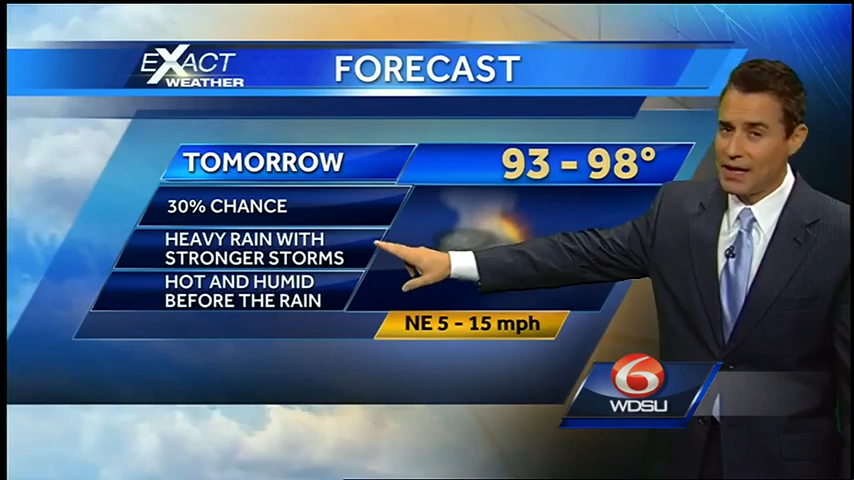 EXACT
WEATHER
FORECAST
TOMORROW
93 - 98°
30% CHANCE
HEAVY RAIN WITH
STRONGER STORMS
HOT AND HUMID
BEFORE THE RAIN
NE 5 - 15 mph
6
WDSU